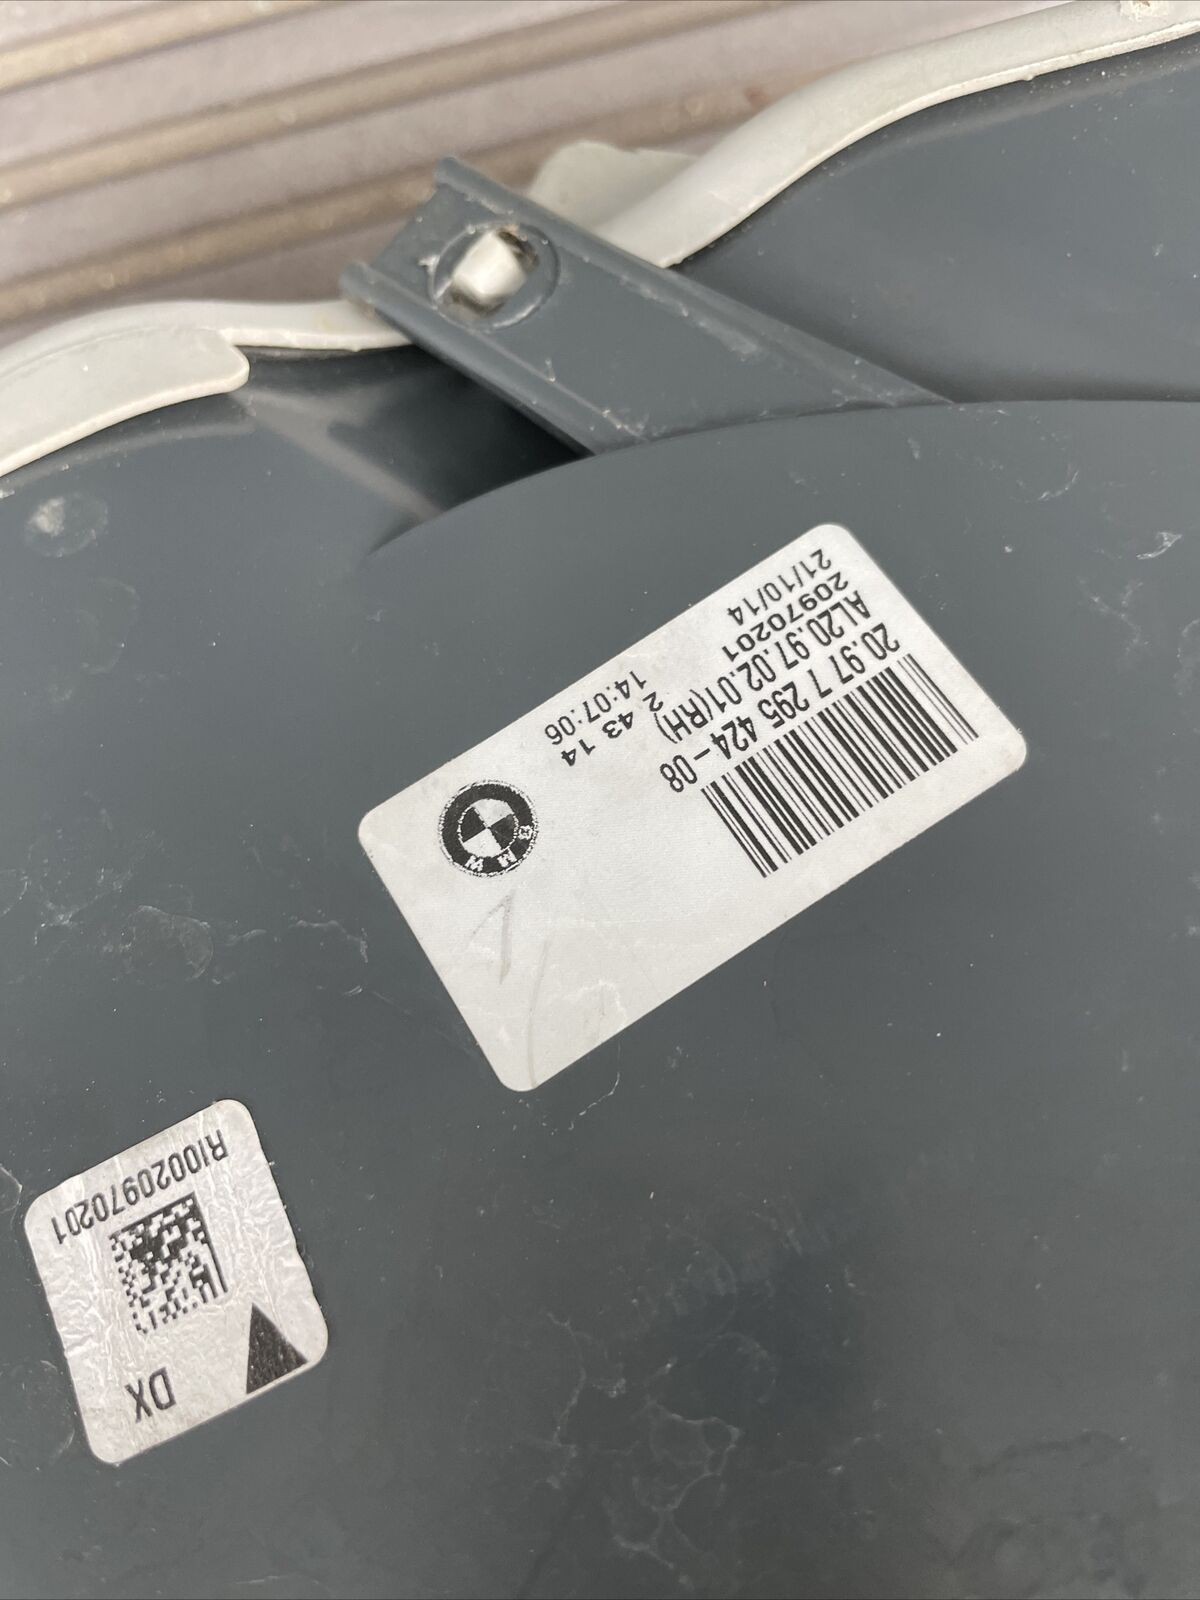 20.97 7 295 424-08
AL20.97.02.01(RH)
20970201 2 43 14
21/10/14 14:07:06
BMW
RI0020970201
DX